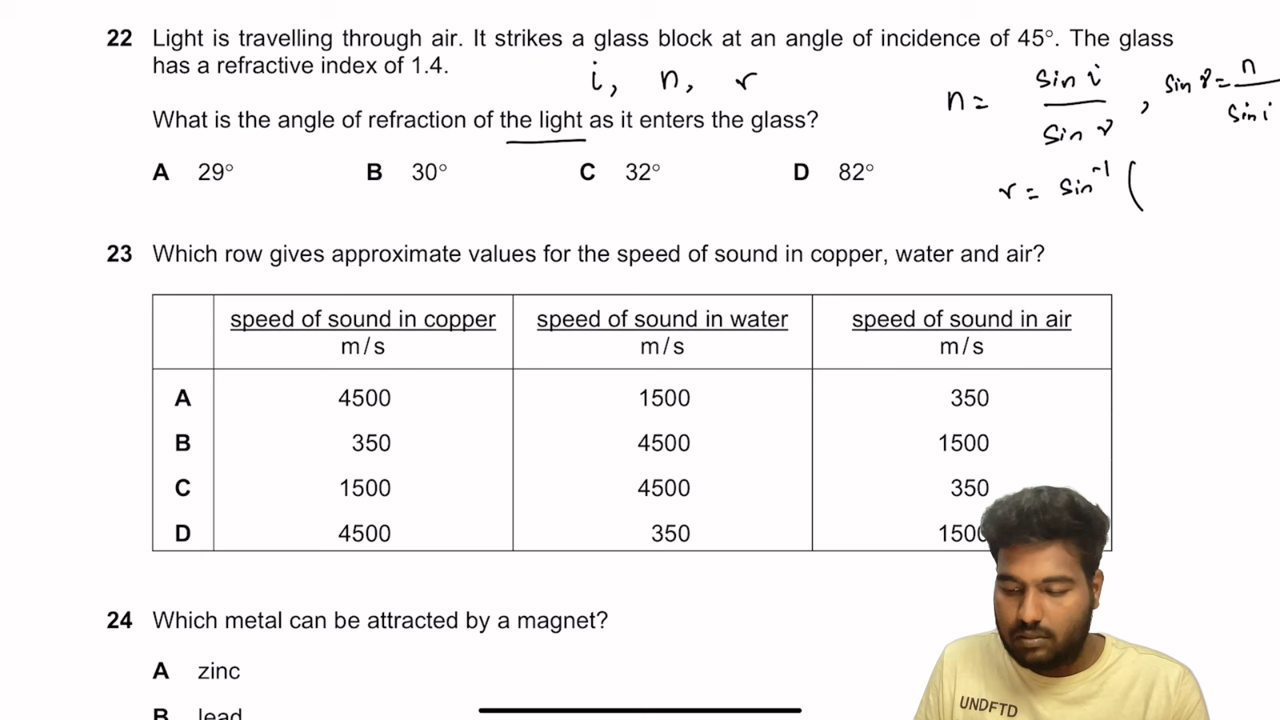 22 Light is travelling through air. It strikes a glass block at an angle of incidence of 45°. The glass
has a refractive index of 1.4.
i, n, r
n = sin i / sin r , sin r = n / sin i
What is the angle of refraction of the light as it enters the glass?
A 29° B 30° C 32° D 82°
r = sin⁻¹ (
23 Which row gives approximate values for the speed of sound in copper, water and air?
speed of sound in copper speed of sound in water speed of sound in air
m/s m/s m/s
A 4500 1500 350
B 350 4500 1500
C 1500 4500 350
D 4500 350 1500
24 Which metal can be attracted by a magnet?
A zinc
B lead
UNDFTD